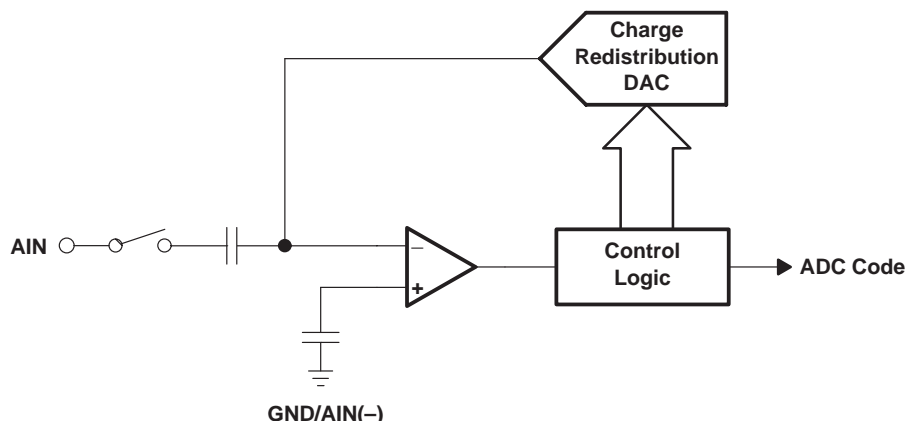 Charge
Redistribution
DAC
AIN
−
+
Control
Logic
ADC Code
GND/AIN(−)